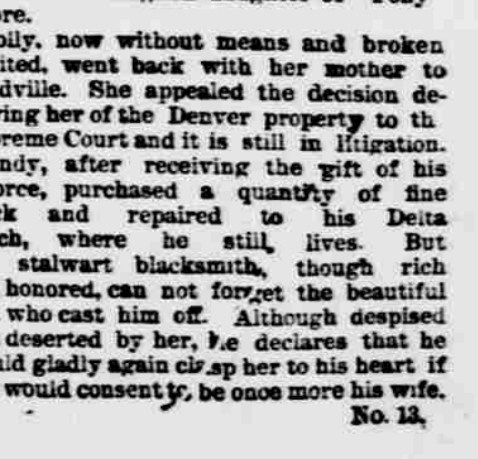 ore.
oily. now without means and broken
ited, went back with her mother to
dville. She appealed the decision de-
ring her of the Denver property to th
preme Court and it is still in litigation.
ndy, after receiving the gift of his
orce, purchased a quantity of fine
ck and repaired to his Delta
ch, where he still lives. But
stalwart blacksmith, though rich
honored, can not forget the beautiful
who cast him off. Although despised
deserted by her, he declares that he
uld gladly again clasp her to his heart if
would consent to be once more his wife.
No. 13.